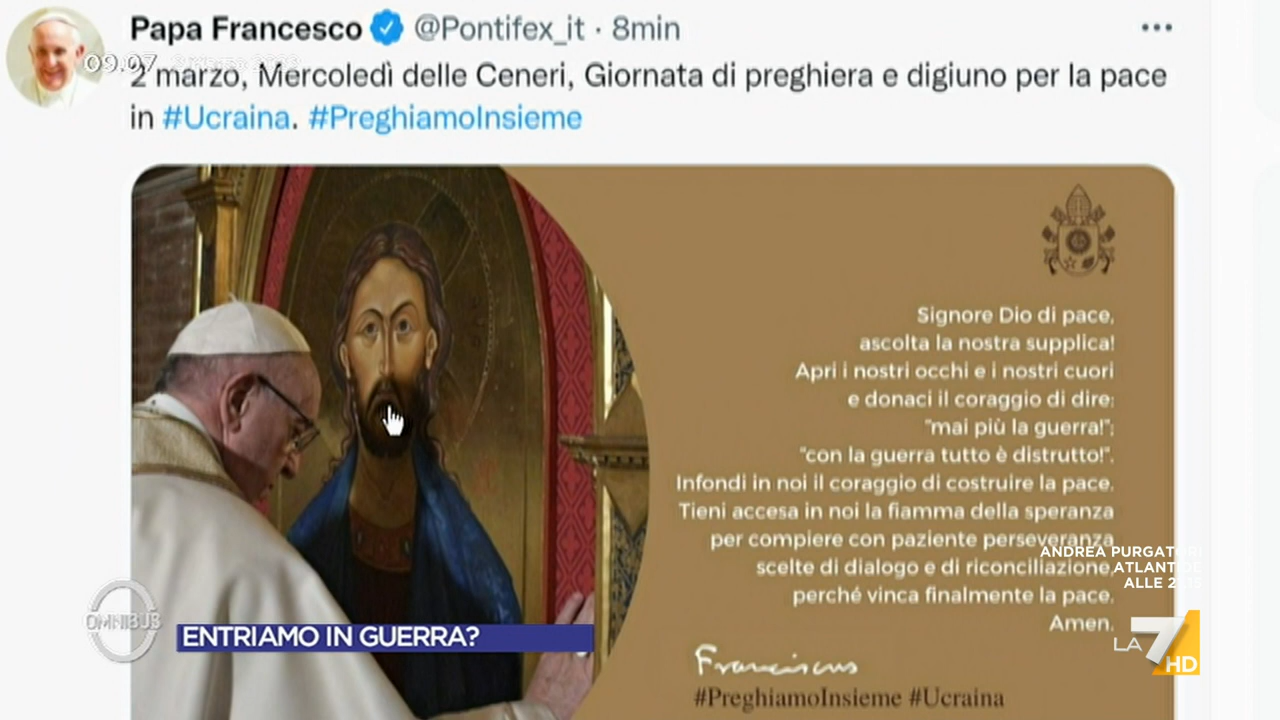 Papa Francesco @Pontifex_it · 8min
09.07
2 marzo, Mercoledì delle Ceneri, Giornata di preghiera e digiuno per la pace
in #Ucraina. #PreghiamoInsieme
Signore Dio di pace,
ascolta la nostra supplica!
Apri i nostri occhi e i nostri cuori
e donaci il coraggio di dire:
"mai più la guerra!";
"con la guerra tutto è distrutto!".
Infondi in noi il coraggio di costruire la pace.
Tieni accesa in noi la fiamma della speranza
per compiere con paziente perseveranza
scelte di dialogo e di riconciliazione,
perché vinca finalmente la pace.
Amen.
Franciscus
#PreghiamoInsieme #Ucraina
ANDREA PURGATORI
ATLANTIDE
ALLE
OMNIBUS
ENTRIAMO IN GUERRA?
LA 7 HD